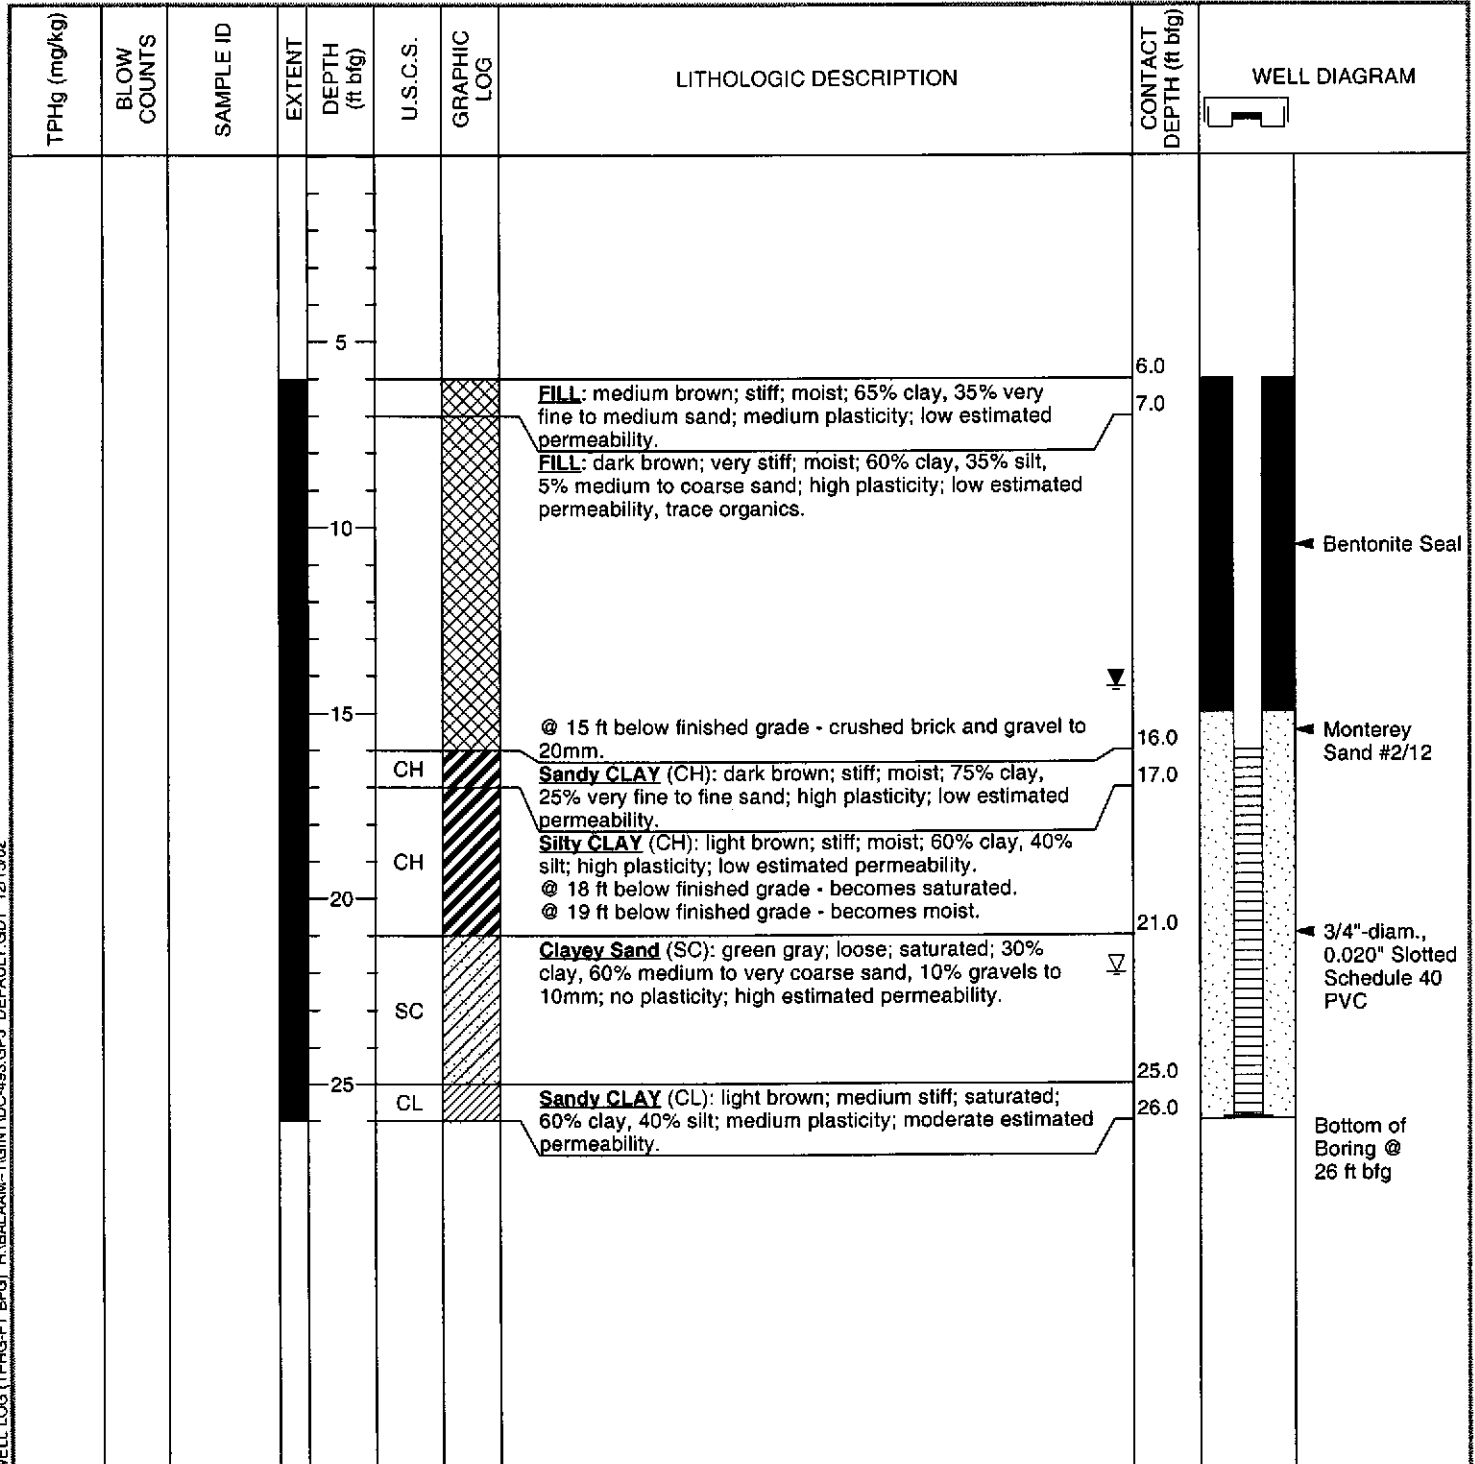 TPHg (mg/kg)
BLOW
COUNTS
SAMPLE ID
EXTENT
DEPTH
(ft bfg)
U.S.C.S.
GRAPHIC
LOG
LITHOLOGIC DESCRIPTION
CONTACT
DEPTH (ft bfg)
WELL DIAGRAM
5
6.0
FILL: medium brown; stiff; moist; 65% clay, 35% very
fine to medium sand; medium plasticity; low estimated
permeability.
7.0
FILL: dark brown; very stiff; moist; 60% clay, 35% silt,
5% medium to coarse sand; high plasticity; low estimated
permeability, trace organics.
10
Bentonite Seal
15
@ 15 ft below finished grade - crushed brick and gravel to
20mm.
16.0
Monterey
Sand #2/12
CH
Sandy CLAY (CH): dark brown; stiff; moist; 75% clay,
25% very fine to fine sand; high plasticity; low estimated
permeability.
17.0
CH
Silty CLAY (CH): light brown; stiff; moist; 60% clay, 40%
silt; high plasticity; low estimated permeability.
@ 18 ft below finished grade - becomes saturated.
@ 19 ft below finished grade - becomes moist.
20
21.0
Clayey Sand (SC): green gray; loose; saturated; 30%
clay, 60% medium to very coarse sand, 10% gravels to
10mm; no plasticity; high estimated permeability.
SC
3/4"-diam.,
0.020" Slotted
Schedule 40
PVC
25
25.0
CL
Sandy CLAY (CL): light brown; medium stiff; saturated;
60% clay, 40% silt; medium plasticity; moderate estimated
permeability.
26.0
Bottom of
Boring @
26 ft bfg